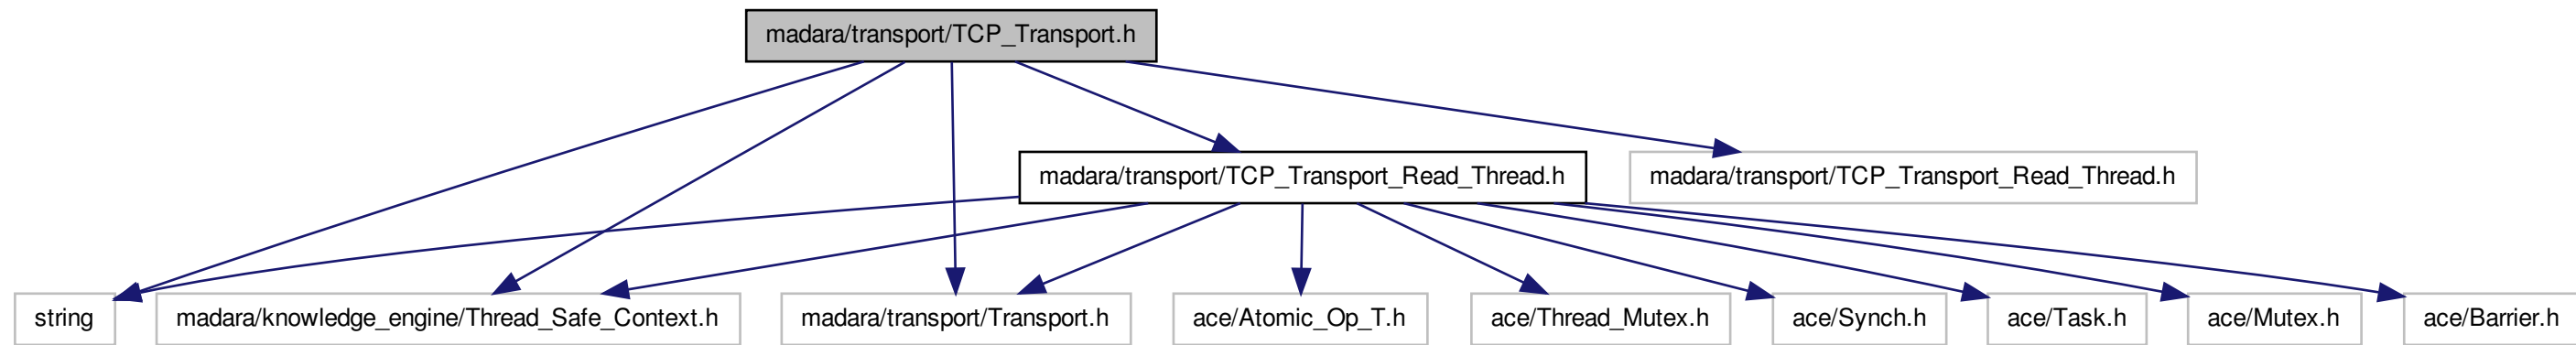 madara/transport/TCP_Transport.h
madara/transport/TCP_Transport_Read_Thread.h
madara/transport/TCP_Transport_Read_Thread.h
string
madara/knowledge_engine/Thread_Safe_Context.h
madara/transport/Transport.h
ace/Atomic_Op_T.h
ace/Thread_Mutex.h
ace/Synch.h
ace/Task.h
ace/Mutex.h
ace/Barrier.h